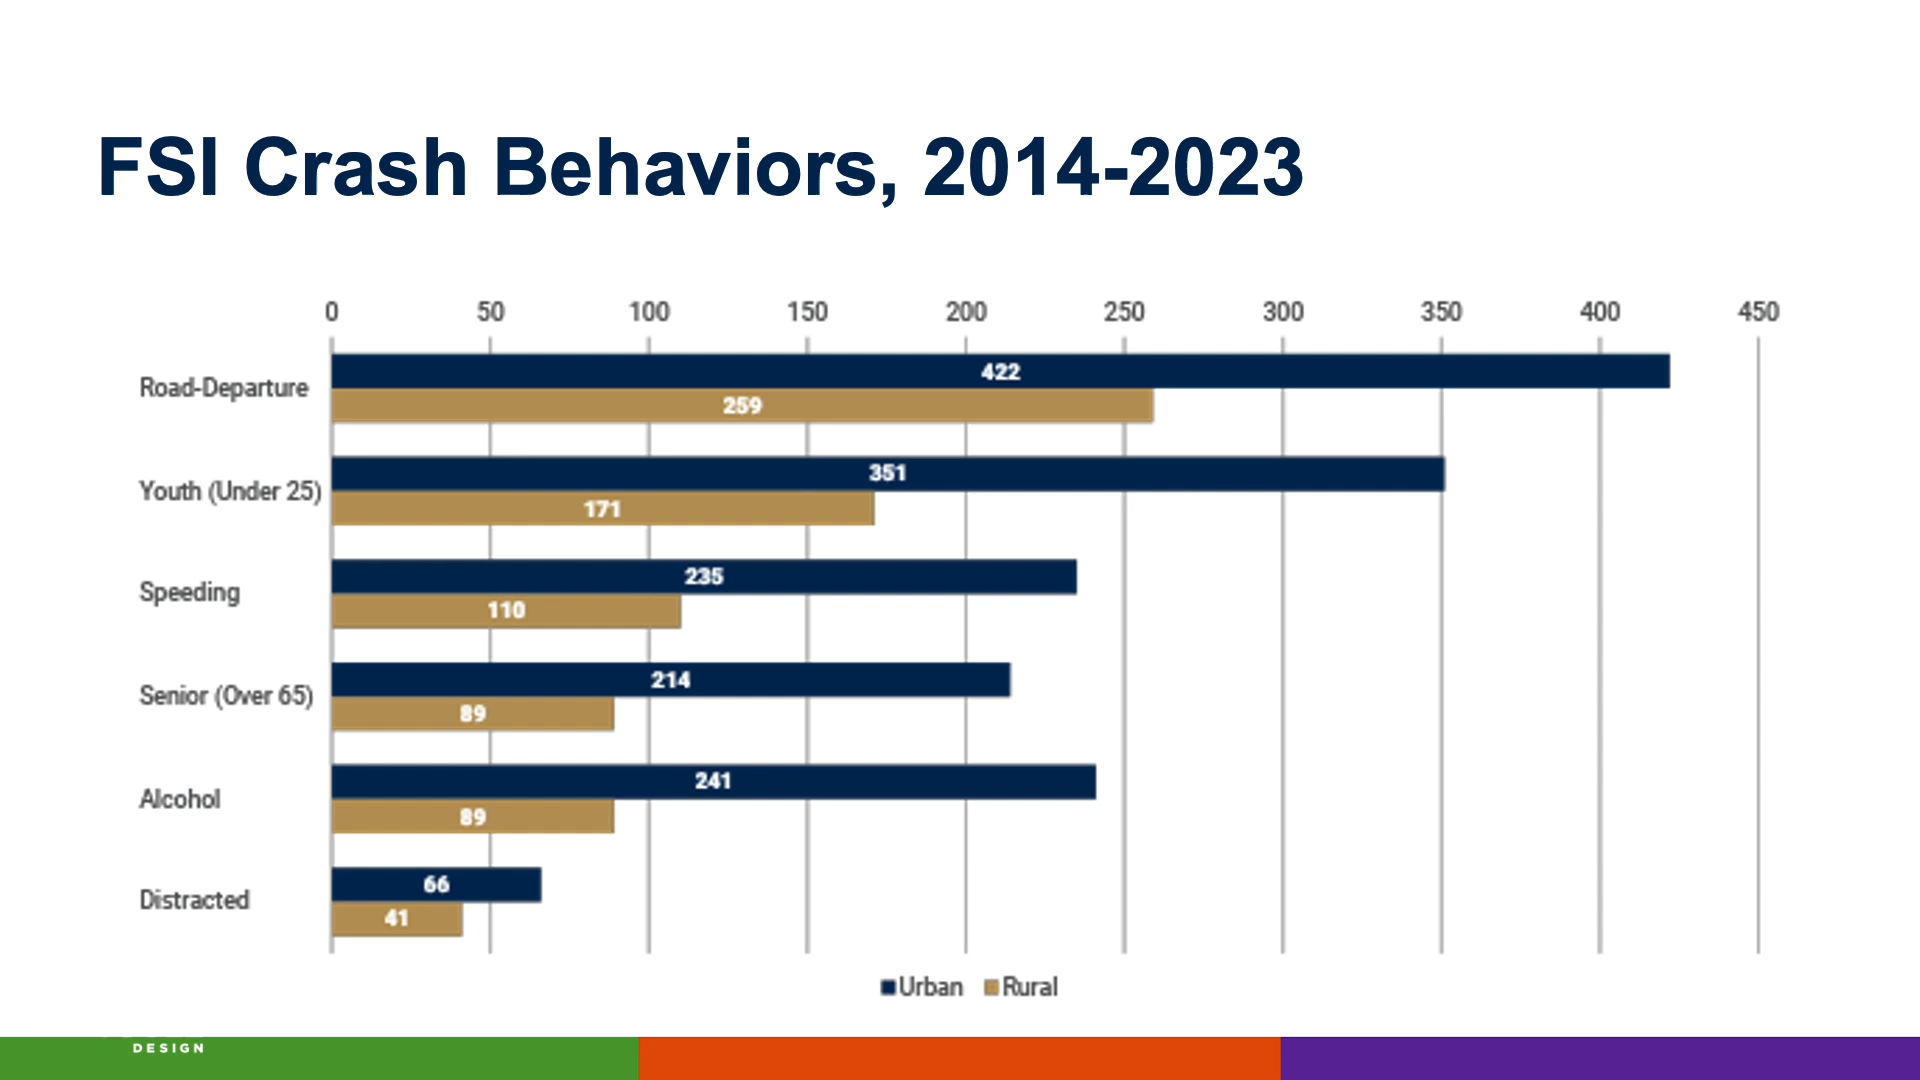 FSI Crash Behaviors, 2014-2023
0 50 100 150 200 250 300 350 400 450
Road-Departure
422
259
Youth (Under 25)
351
171
Speeding
235
110
Senior (Over 65)
214
89
Alcohol
241
89
Distracted
66
41
Urban Rural
DESIGN